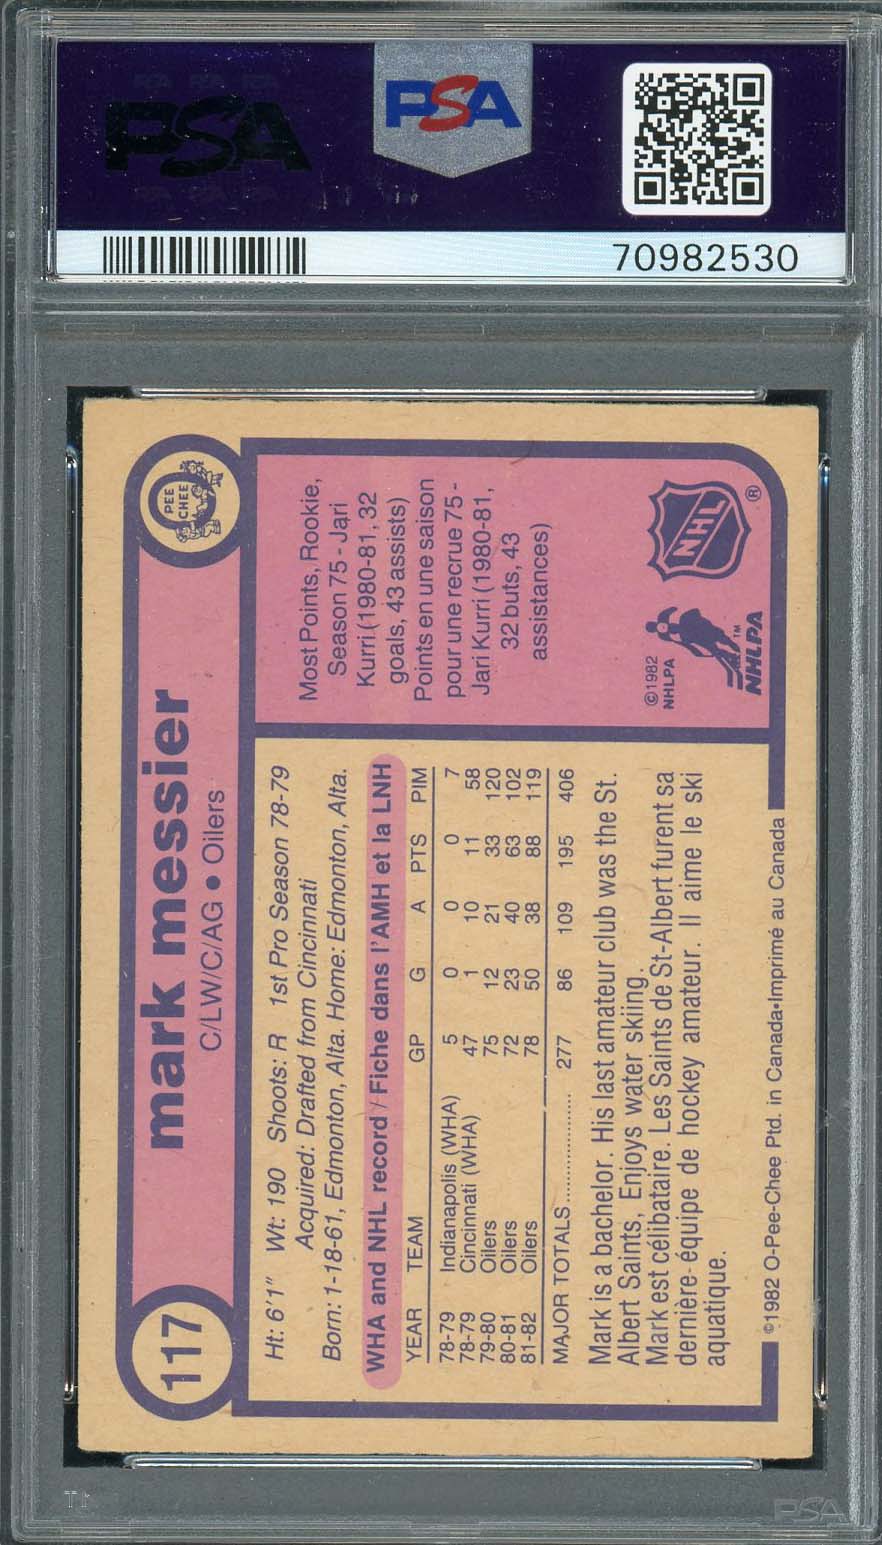 PSA
PSA
70982530
117
mark messier
C/LW/C/AG • Oilers
O PEE CHEE
Ht: 6'1" Wt: 190 Shoots: R 1st Pro Season 78-79
Acquired: Drafted from Cincinnati
Born: 1-18-61, Edmonton, Alta. Home: Edmonton, Alta.
WHA and NHL record / Fiche dans l'AMH et la LNH
YEAR TEAM GP G A PTS PIM
78-79 Indianapolis (WHA) 5 0 0 0 7
78-79 Cincinnati (WHA) 47 1 10 11 58
79-80 Oilers 75 12 21 33 120
80-81 Oilers 72 23 40 63 102
81-82 Oilers 78 50 38 88 119
MAJOR TOTALS .................... 277 86 109 195 406
Mark is a bachelor. His last amateur club was the St.
Albert Saints, Enjoys water skiing.
Mark est célibataire. Les Saints de St-Albert furent sa
dernière- équipe de hockey amateur. Il aime le ski
aquatique.
Most Points, Rookie,
Season 75 - Jari
Kurri (1980-81, 32
goals, 43 assists)
Points en une saison
pour une recrue 75 -
Jari Kurri (1980-81,
32 buts, 43
assistances)
©1982
NHLPA
TM
NHLPA
NHL
®
©1982 O-Pee-Chee Ptd. in Canada•Imprimé au Canada
PSA